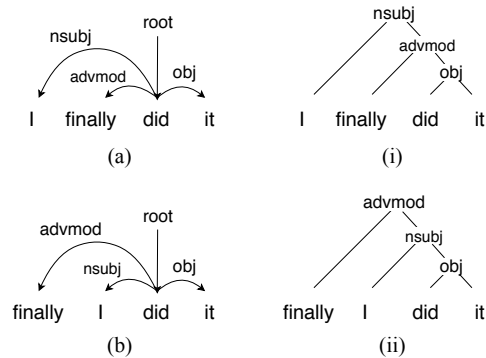 root
nsubj
advmod
obj
I finally did it
(a)
nsubj
advmod
obj
I finally did it
(i)
root
advmod
nsubj
obj
finally I did it
(b)
advmod
nsubj
obj
finally I did it
(ii)